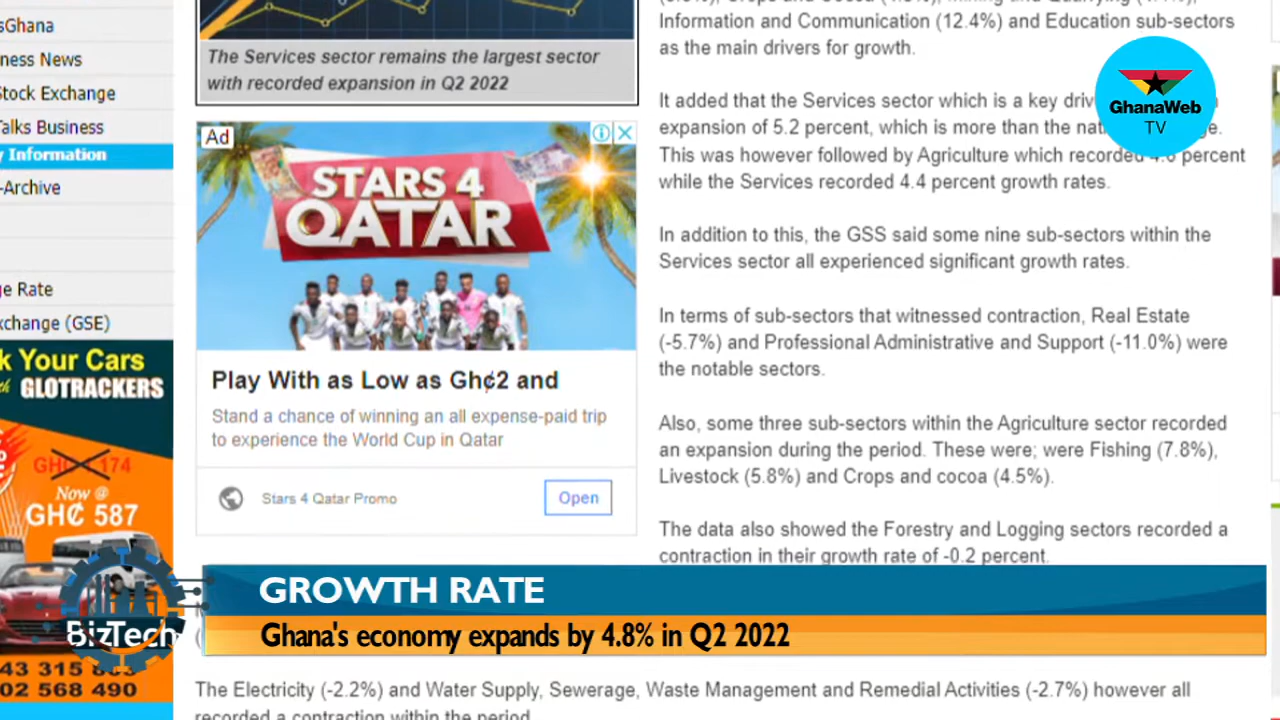 sGhana
ness News
Stock Exchange
Talks Business
y Information
-Archive
ge Rate
xchange (GSE)
k Your Cars
GLOTRACKERS
174
Now @
GH₵ 587
BizTech
43 315 8
02 568 490
The Services sector remains the largest sector
with recorded expansion in Q2 2022
Ad
STARS 4
QATAR
Play With as Low as Gh¢2 and
Stand a chance of winning an all expense-paid trip
to experience the World Cup in Qatar
Stars 4 Qatar Promo
Open
Information and Communication (12.4%) and Education sub-sectors
as the main drivers for growth.
It added that the Services sector which is a key driv
expansion of 5.2 percent, which is more than the nat
This was however followed by Agriculture which recorded percent
while the Services recorded 4.4 percent growth rates.
In addition to this, the GSS said some nine sub-sectors within the
Services sector all experienced significant growth rates.
In terms of sub-sectors that witnessed contraction, Real Estate
(-5.7%) and Professional Administrative and Support (-11.0%) were
the notable sectors.
Also, some three sub-sectors within the Agriculture sector recorded
an expansion during the period. These were; were Fishing (7.8%),
Livestock (5.8%) and Crops and cocoa (4.5%).
The data also showed the Forestry and Logging sectors recorded a
contraction in their growth rate of -0.2 percent.
GhanaWeb
TV
GROWTH RATE
Ghana's economy expands by 4.8% in Q2 2022
The Electricity (-2.2%) and Water Supply, Sewerage, Waste Management and Remedial Activities (-2.7%) however all
recorded a contraction within the period.